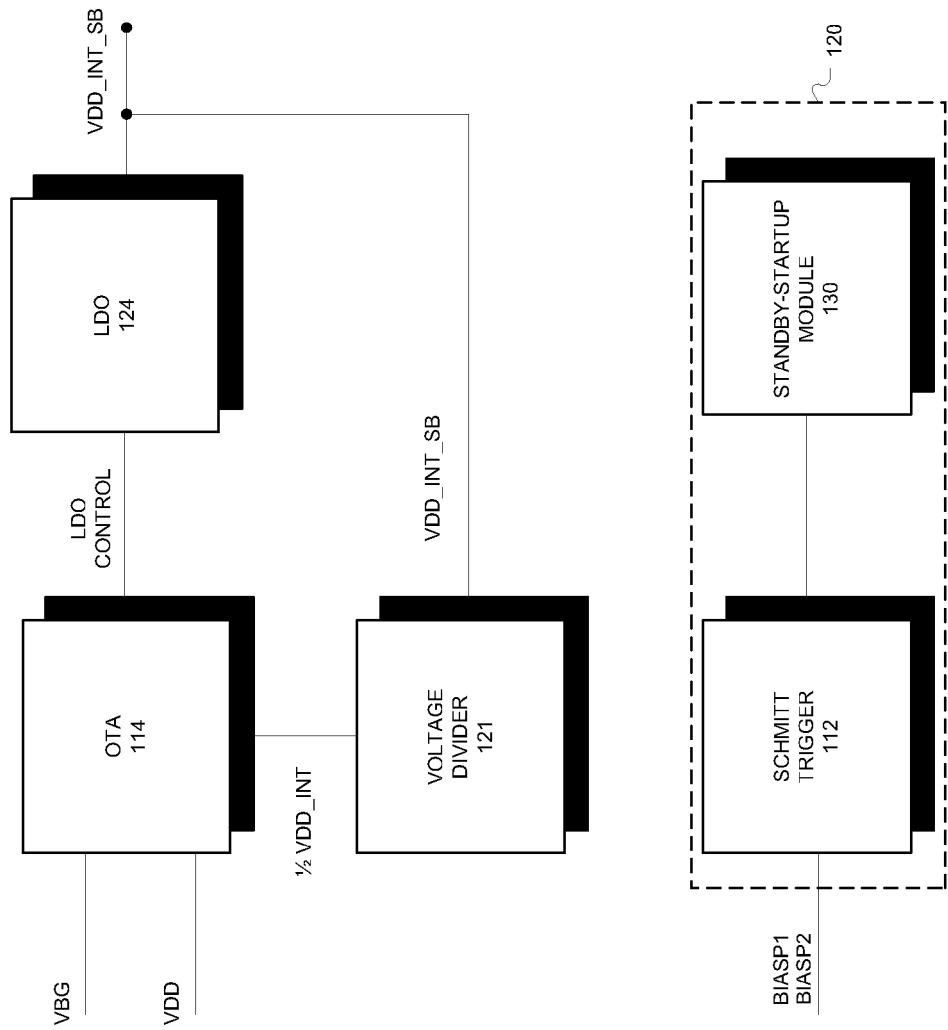 VBG
VDD
OTA
114
LDO
CONTROL
LDO
124
VDD_INT_SB
½ VDD_INT
VOLTAGE
DIVIDER
121
VDD_INT_SB
BIASP1
BIASP2
SCHMITT
TRIGGER
112
STANDBY-STARTUP
MODULE
130
120